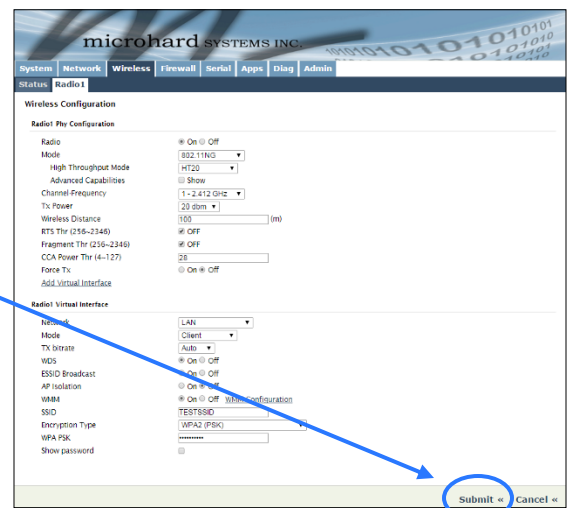 microhard SYSTEMS INC.
System Network Wireless Firewall Serial Apps Diag Admin
Status Radio1
Wireless Configuration
Radio1 Phy Configuration
Radio On Off
Mode 802.11NG
High Throughput Mode HT20
Advanced Capabilities Show
Channel-Frequency 1 - 2.412 GHz
Tx Power 20 dbm
Wireless Distance 100 (m)
RTS Thr (256~2346) OFF
Fragment Thr (256~2346) OFF
CCA Power Thr (4~127) 28
Force Tx On Off
Add Virtual Interface
Radio1 Virtual Interface
Network LAN
Mode Client
TX bitrate Auto
WDS On Off
ESSID Broadcast On Off
AP Isolation On Off
WMM On Off WMM Configuration
SSID TESTSSID
Encryption Type WPA2 (PSK)
WPA PSK ••••••••••
Show password
Submit « Cancel «